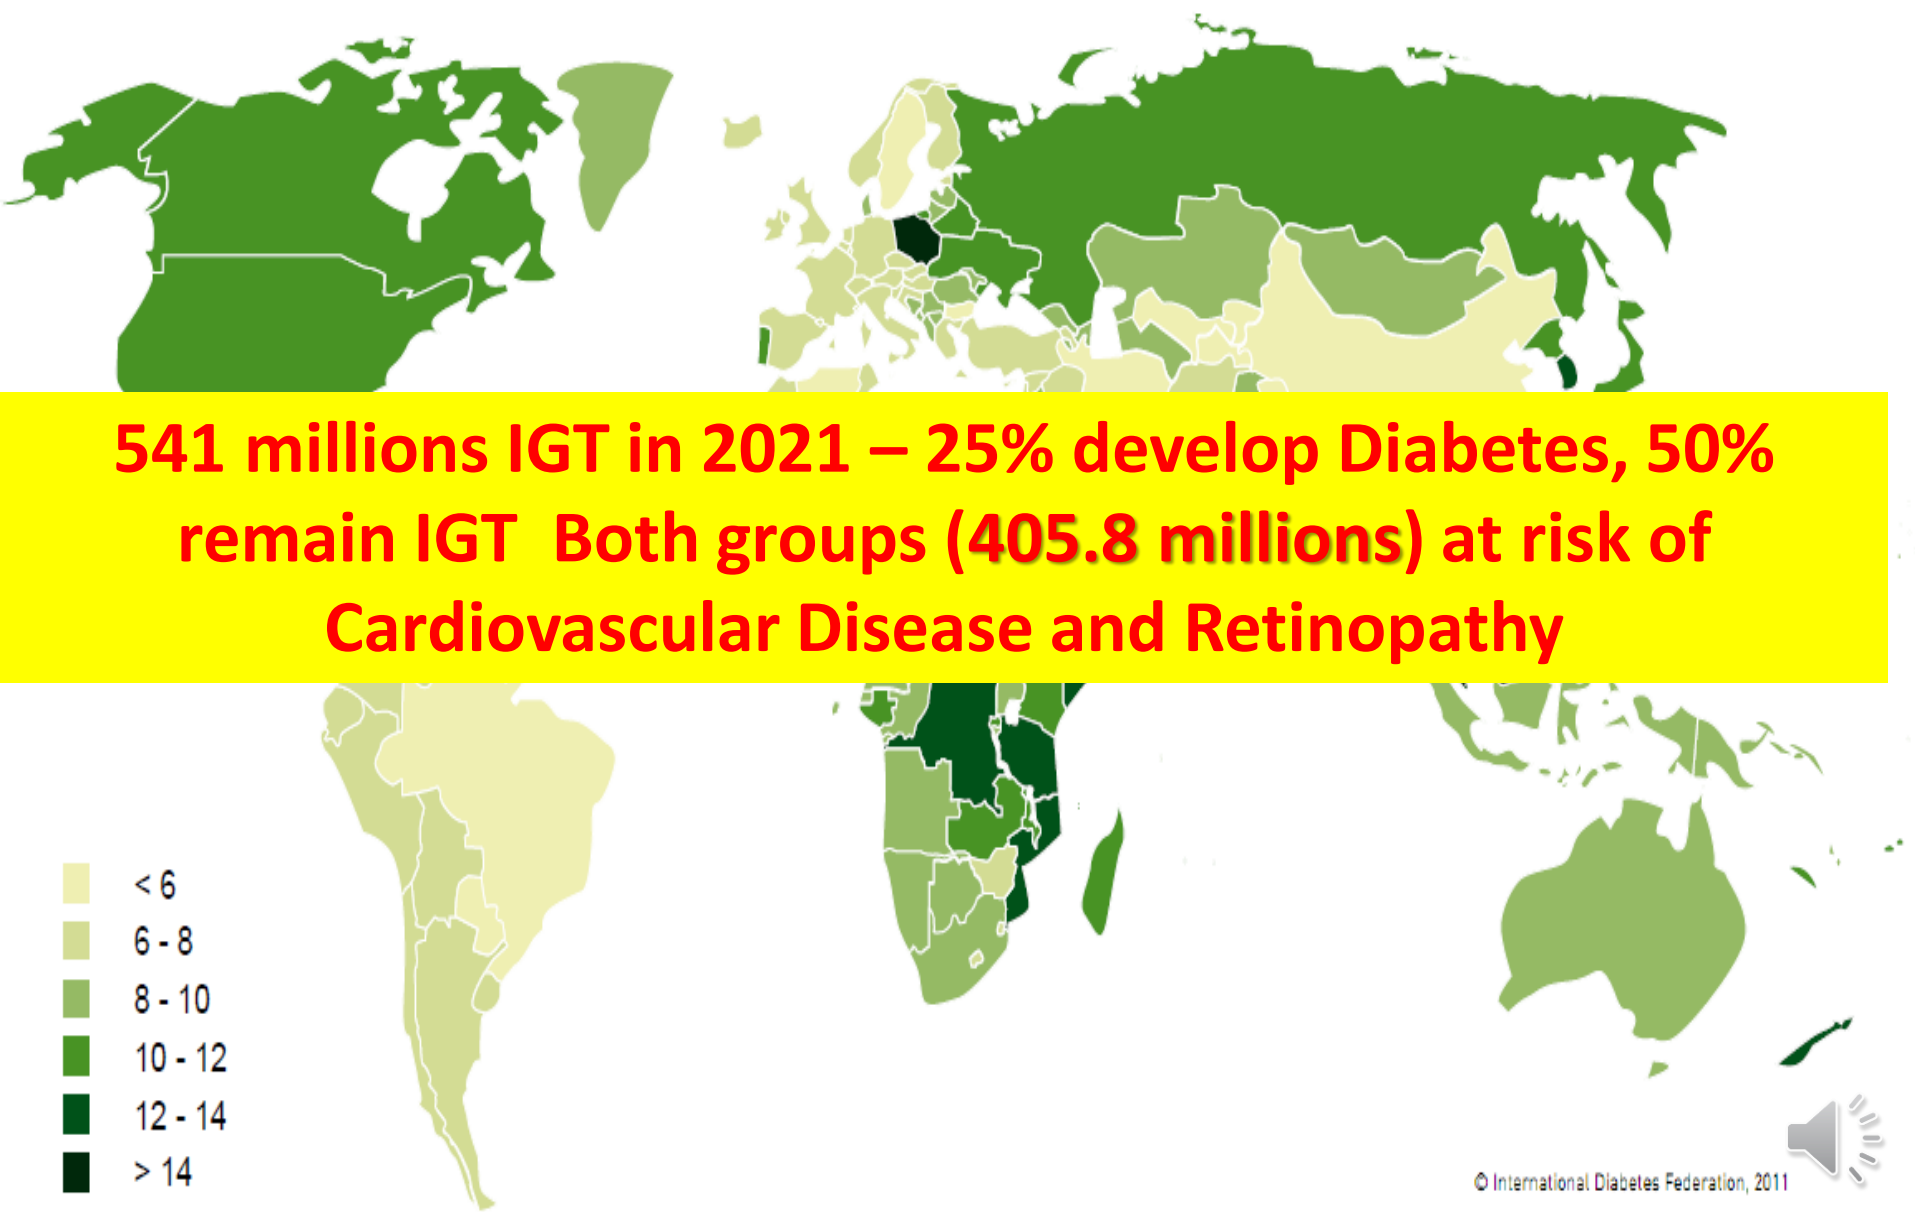 541 millions IGT in 2021 – 25% develop Diabetes, 50%
remain IGT  Both groups (405.8 millions) at risk of
Cardiovascular Disease and Retinopathy
< 6
6 - 8
8 - 10
10 - 12
12 - 14
> 14
© International Diabetes Federation, 2011